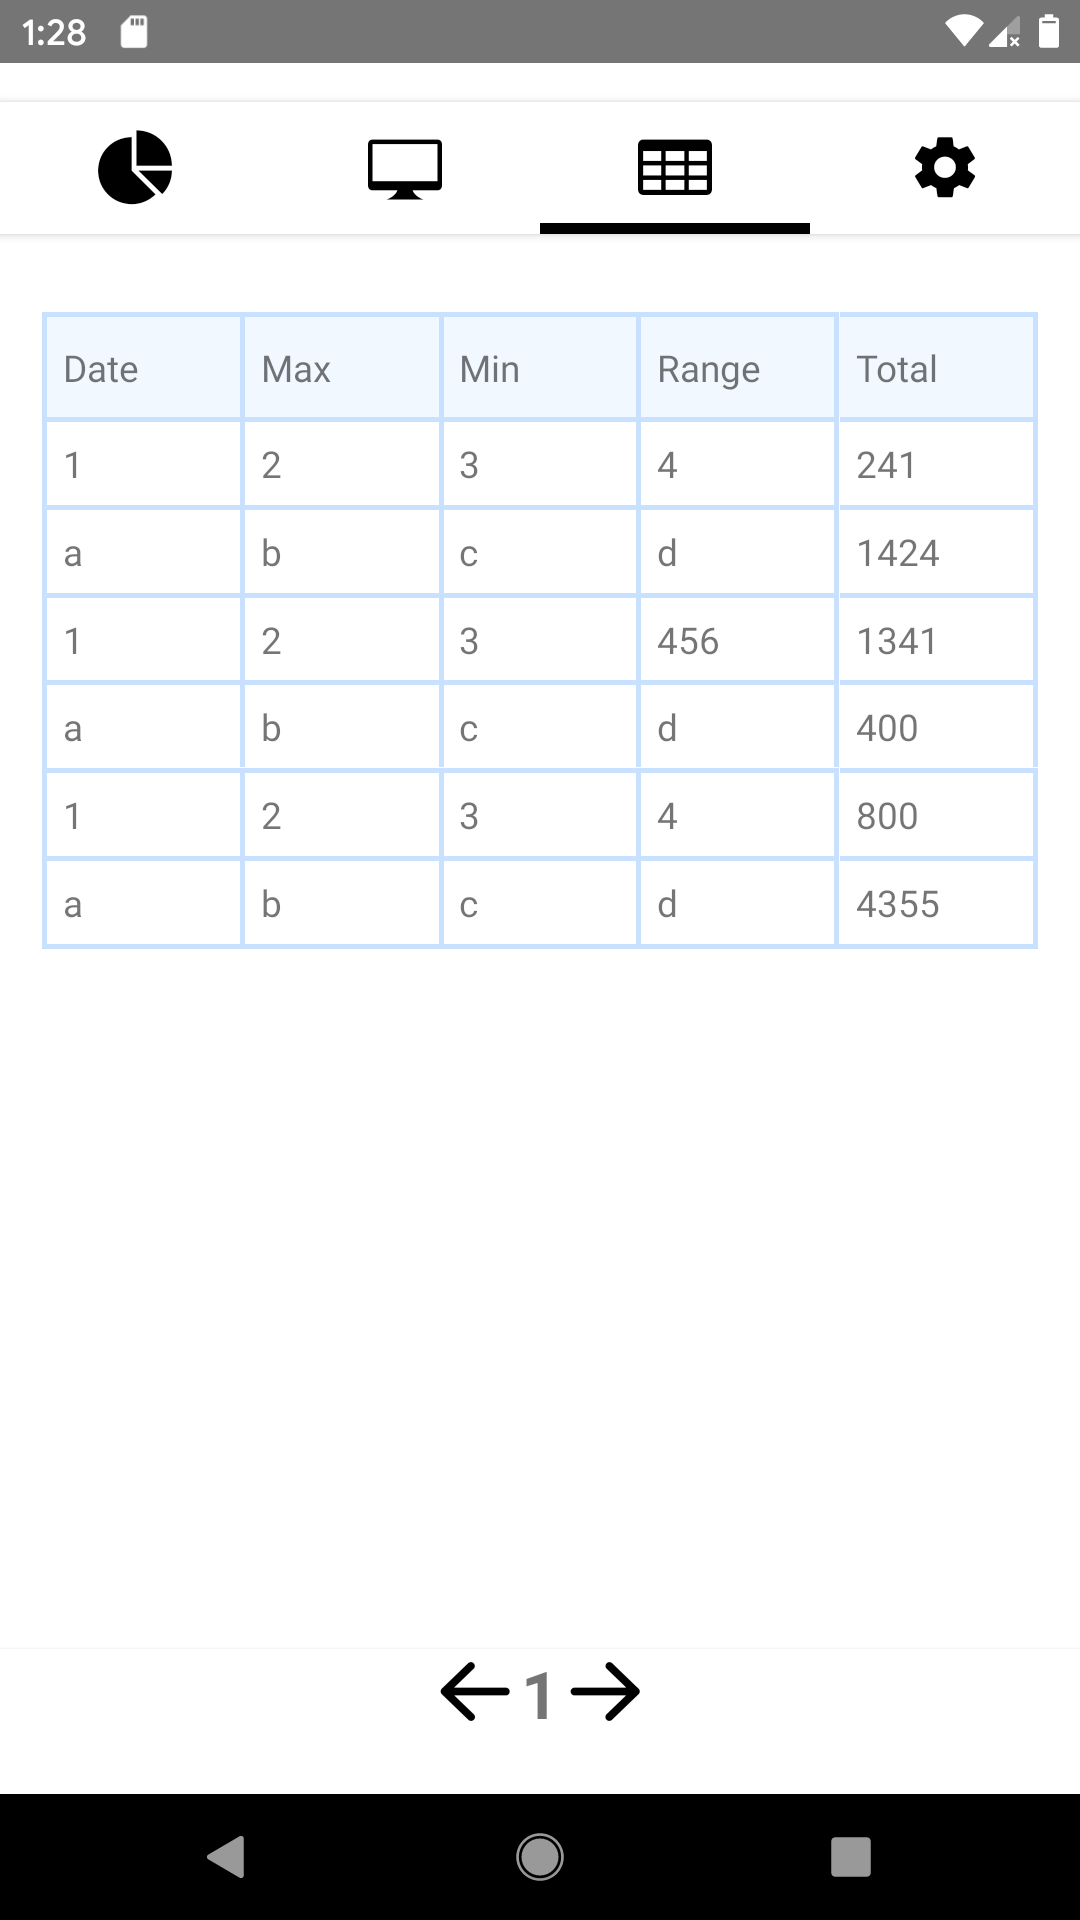 1:28
Date Max Min Range Total
1 2 3 4 241
a b c d 1424
1 2 3 456 1341
a b c d 400
1 2 3 4 800
a b c d 4355
1